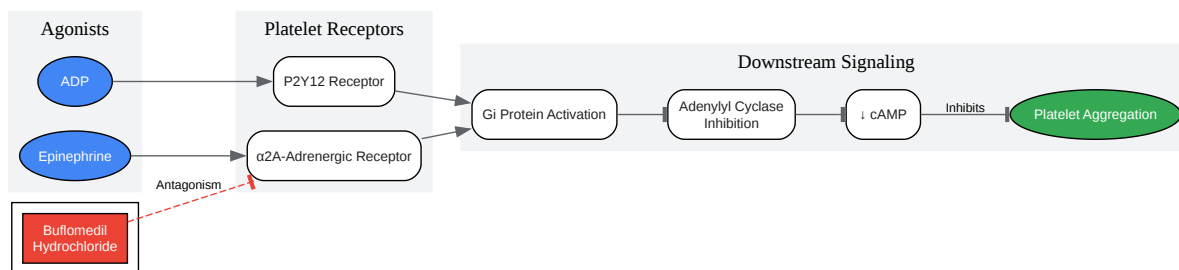 Agonists
Platelet Receptors
Downstream Signaling
ADP
P2Y12 Receptor
Gi Protein Activation
Adenylyl Cyclase
Inhibition
↓ cAMP
Inhibits
Platelet Aggregation
Epinephrine
α2A-Adrenergic Receptor
Antagonism
Buflomedil
Hydrochloride